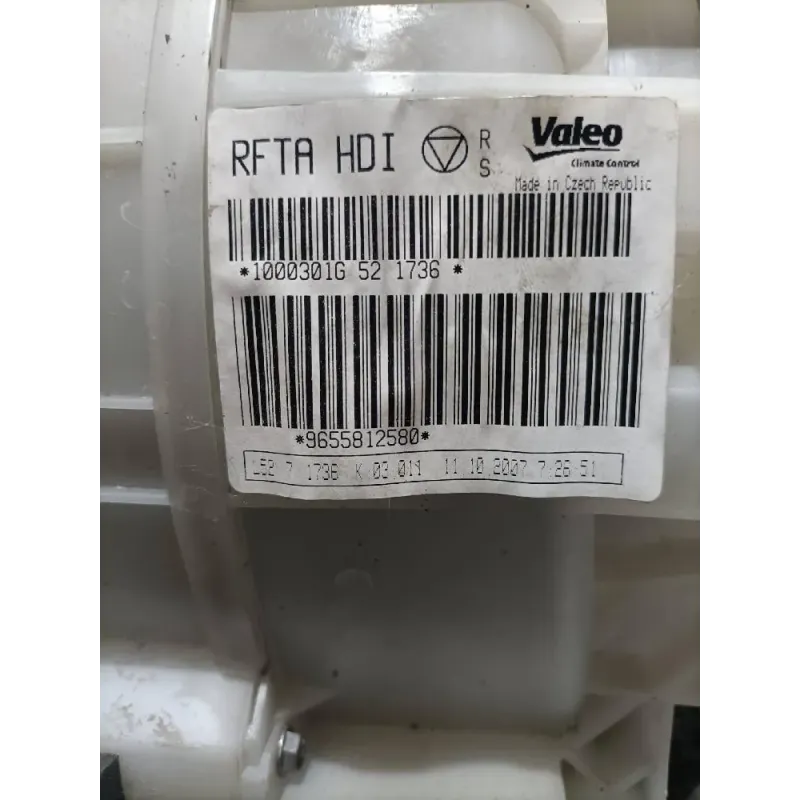 RFTA HDI
R
S
Valeo
Climate Control
Made in Czech Republic
*1000301G 52 1736 *
*9655812580*
L52 7 1736 K 03 011 11 10 2007 7 26 51